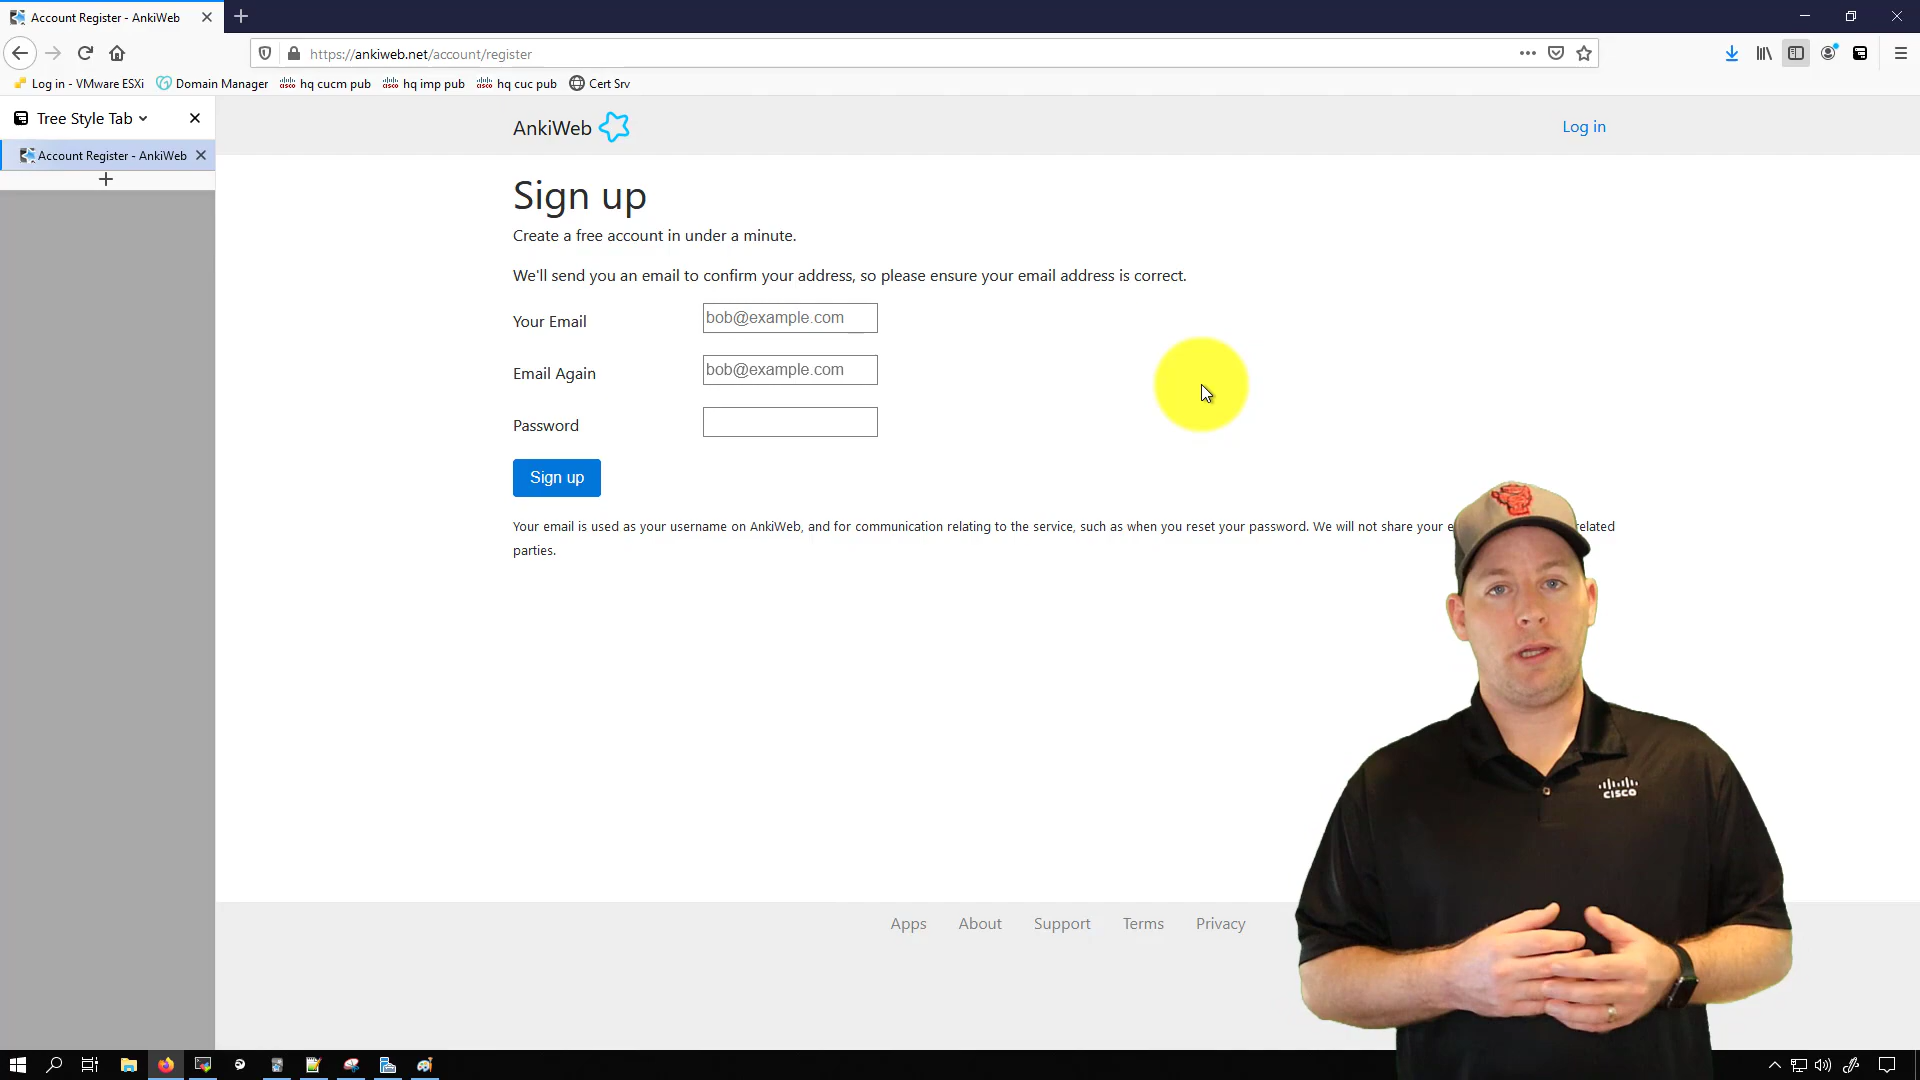 Account Register - AnkiWeb
https://ankiweb.net/account/register
Log in - VMware ESXi
Domain Manager
cisco hq cucm pub
cisco hq imp pub
cisco hq cuc pub
Cert Srv
Tree Style Tab
Account Register - AnkiWeb
AnkiWeb
Log in
Sign up
Create a free account in under a minute.
We'll send you an email to confirm your address, so please ensure your email address is correct.
Your Email
bob@example.com
Email Again
bob@example.com
Password
Sign up
Your email is used as your username on AnkiWeb, and for communication relating to the service, such as when you reset your password. We will not share your
parties.
CISCO
Apps
About
Support
Terms
Privacy